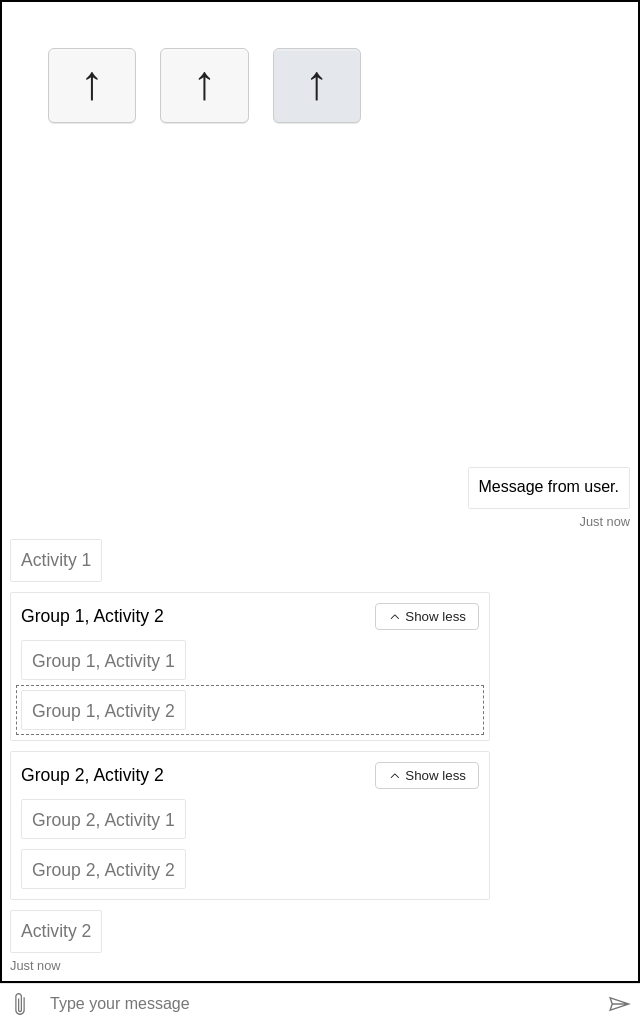 ↑ ↑ ↑
Message from user.
Just now
Activity 1
Group 1, Activity 2 Show less
Group 1, Activity 1
Group 1, Activity 2
Group 2, Activity 2 Show less
Group 2, Activity 1
Group 2, Activity 2
Activity 2
Just now
Type your message